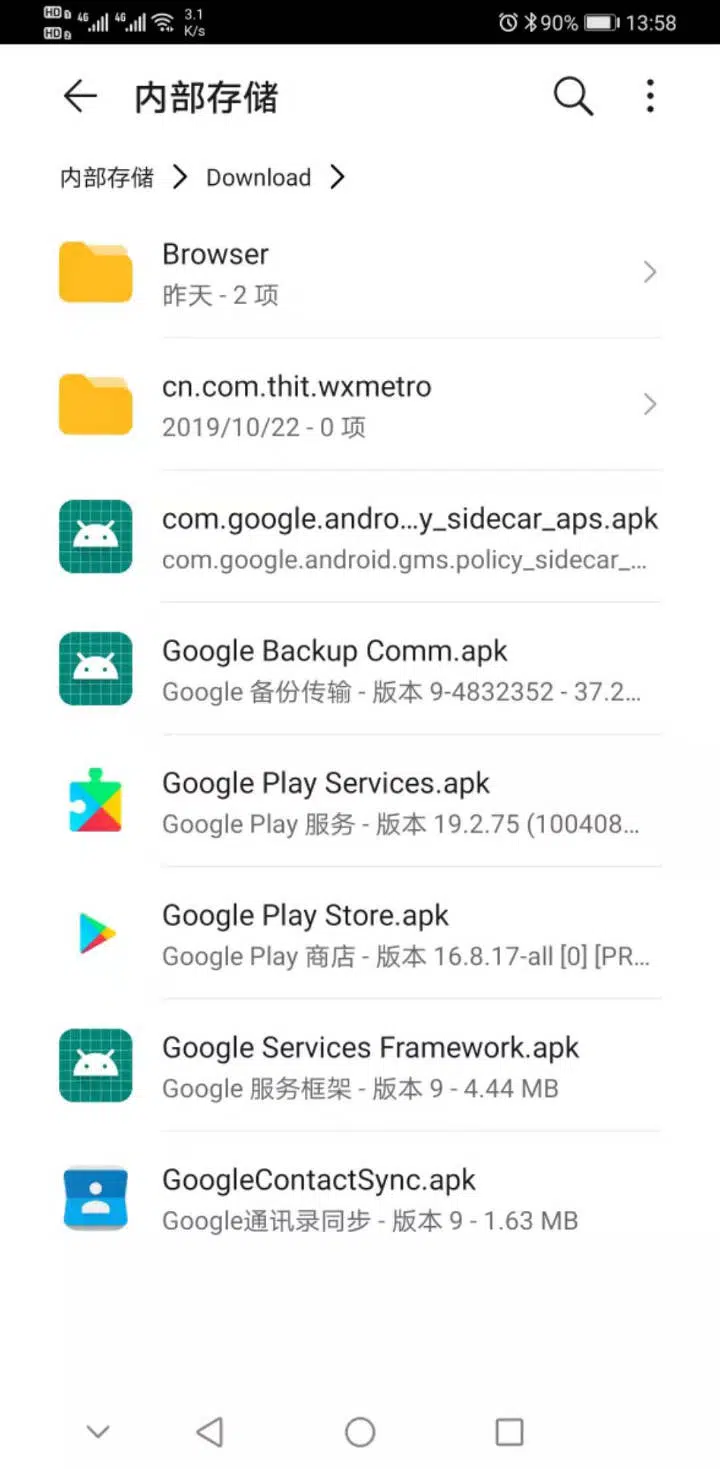 HD 1 4G 4G 3.1 K/s 90% 13:58
HD 2
内部存储
内部存储 > Download >
Browser
昨天 - 2 项
cn.com.thit.wxmetro
2019/10/22 - 0 项
com.google.andro...y_sidecar_aps.apk
com.google.android.gms.policy_sidecar_...
Google Backup Comm.apk
Google 备份传输 - 版本 9-4832352 - 37.2...
Google Play Services.apk
Google Play 服务 - 版本 19.2.75 (100408...
Google Play Store.apk
Google Play 商店 - 版本 16.8.17-all [0] [PR...
Google Services Framework.apk
Google 服务框架 - 版本 9 - 4.44 MB
GoogleContactSync.apk
Google通讯录同步 - 版本 9 - 1.63 MB